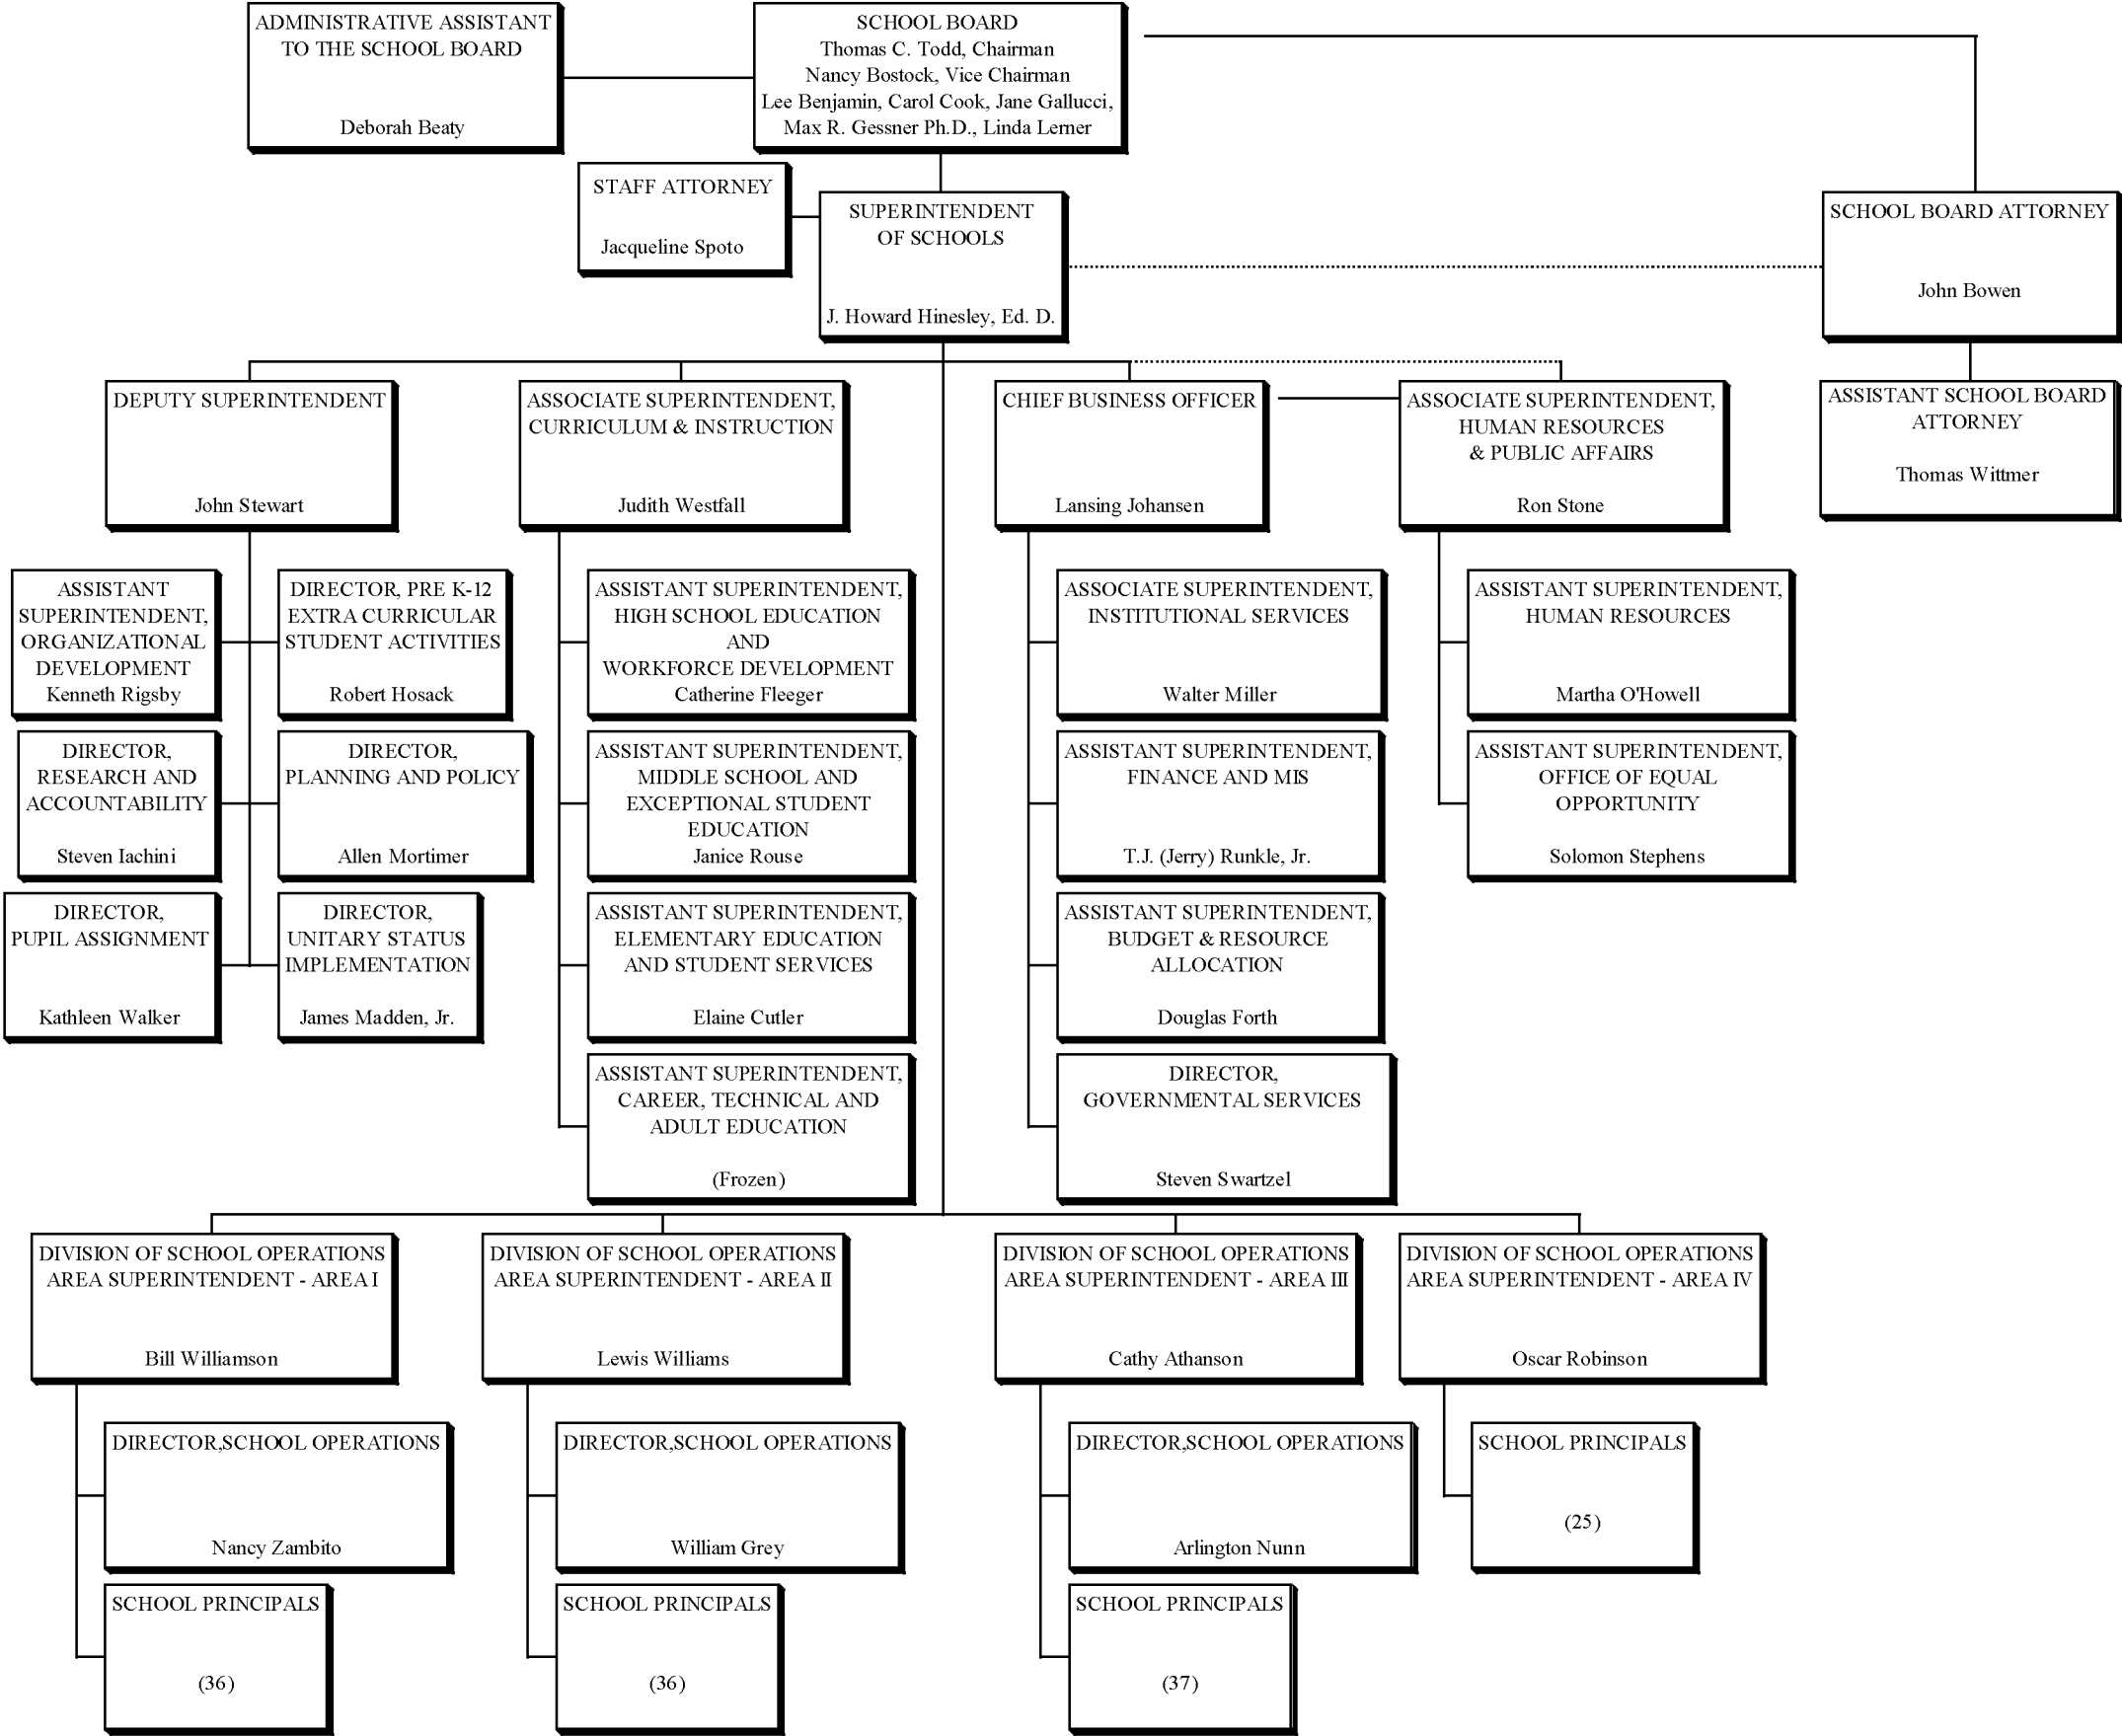 ADMINISTRATIVE ASSISTANT
TO THE SCHOOL BOARD
Deborah Beaty
SCHOOL BOARD
Thomas C. Todd, Chairman
Nancy Bostock, Vice Chairman
Lee Benjamin, Carol Cook, Jane Gallucci,
Max R. Gessner Ph.D., Linda Lerner
STAFF ATTORNEY
Jacqueline Spoto
SUPERINTENDENT
OF SCHOOLS
J. Howard Hinesley, Ed. D.
SCHOOL BOARD ATTORNEY
John Bowen
DEPUTY SUPERINTENDENT
John Stewart
ASSOCIATE SUPERINTENDENT,
CURRICULUM & INSTRUCTION
Judith Westfall
CHIEF BUSINESS OFFICER
Lansing Johansen
ASSOCIATE SUPERINTENDENT,
HUMAN RESOURCES
& PUBLIC AFFAIRS
Ron Stone
ASSISTANT SCHOOL BOARD
ATTORNEY
Thomas Wittmer
ASSISTANT
SUPERINTENDENT,
ORGANIZATIONAL
DEVELOPMENT
Kenneth Rigsby
DIRECTOR, PRE K-12
EXTRA CURRICULAR
STUDENT ACTIVITIES
Robert Hosack
ASSISTANT SUPERINTENDENT,
HIGH SCHOOL EDUCATION
AND
WORKFORCE DEVELOPMENT
Catherine Fleeger
ASSOCIATE SUPERINTENDENT,
INSTITUTIONAL SERVICES
Walter Miller
ASSISTANT SUPERINTENDENT,
HUMAN RESOURCES
Martha O'Howell
DIRECTOR,
RESEARCH AND
ACCOUNTABILITY
Steven Iachini
DIRECTOR,
PLANNING AND POLICY
Allen Mortimer
ASSISTANT SUPERINTENDENT,
MIDDLE SCHOOL AND
EXCEPTIONAL STUDENT
EDUCATION
Janice Rouse
ASSISTANT SUPERINTENDENT,
FINANCE AND MIS
T.J. (Jerry) Runkle, Jr.
ASSISTANT SUPERINTENDENT,
OFFICE OF EQUAL
OPPORTUNITY
Solomon Stephens
DIRECTOR,
PUPIL ASSIGNMENT
Kathleen Walker
DIRECTOR,
UNITARY STATUS
IMPLEMENTATION
James Madden, Jr.
ASSISTANT SUPERINTENDENT,
ELEMENTARY EDUCATION
AND STUDENT SERVICES
Elaine Cutler
ASSISTANT SUPERINTENDENT,
BUDGET & RESOURCE
ALLOCATION
Douglas Forth
ASSISTANT SUPERINTENDENT,
CAREER, TECHNICAL AND
ADULT EDUCATION
(Frozen)
DIRECTOR,
GOVERNMENTAL SERVICES
Steven Swartzel
DIVISION OF SCHOOL OPERATIONS
AREA SUPERINTENDENT - AREA I
Bill Williamson
DIVISION OF SCHOOL OPERATIONS
AREA SUPERINTENDENT - AREA II
Lewis Williams
DIVISION OF SCHOOL OPERATIONS
AREA SUPERINTENDENT - AREA III
Cathy Athanson
DIVISION OF SCHOOL OPERATIONS
AREA SUPERINTENDENT - AREA IV
Oscar Robinson
DIRECTOR,SCHOOL OPERATIONS
Nancy Zambito
DIRECTOR,SCHOOL OPERATIONS
William Grey
DIRECTOR,SCHOOL OPERATIONS
Arlington Nunn
SCHOOL PRINCIPALS
(25)
SCHOOL PRINCIPALS
(36)
SCHOOL PRINCIPALS
(36)
SCHOOL PRINCIPALS
(37)